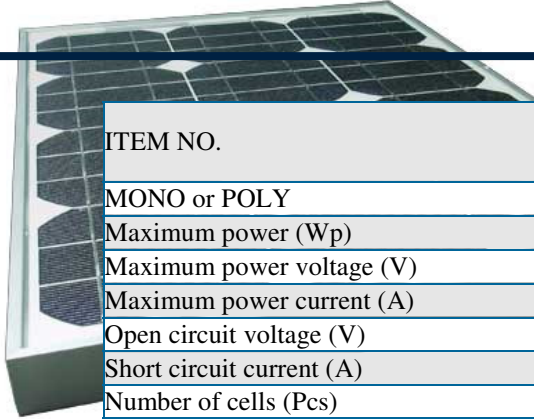 ITEM NO.
MONO or POLY
Maximum power (Wp)
Maximum power voltage (V)
Maximum power current (A)
Open circuit voltage (V)
Short circuit current (A)
Number of cells (Pcs)